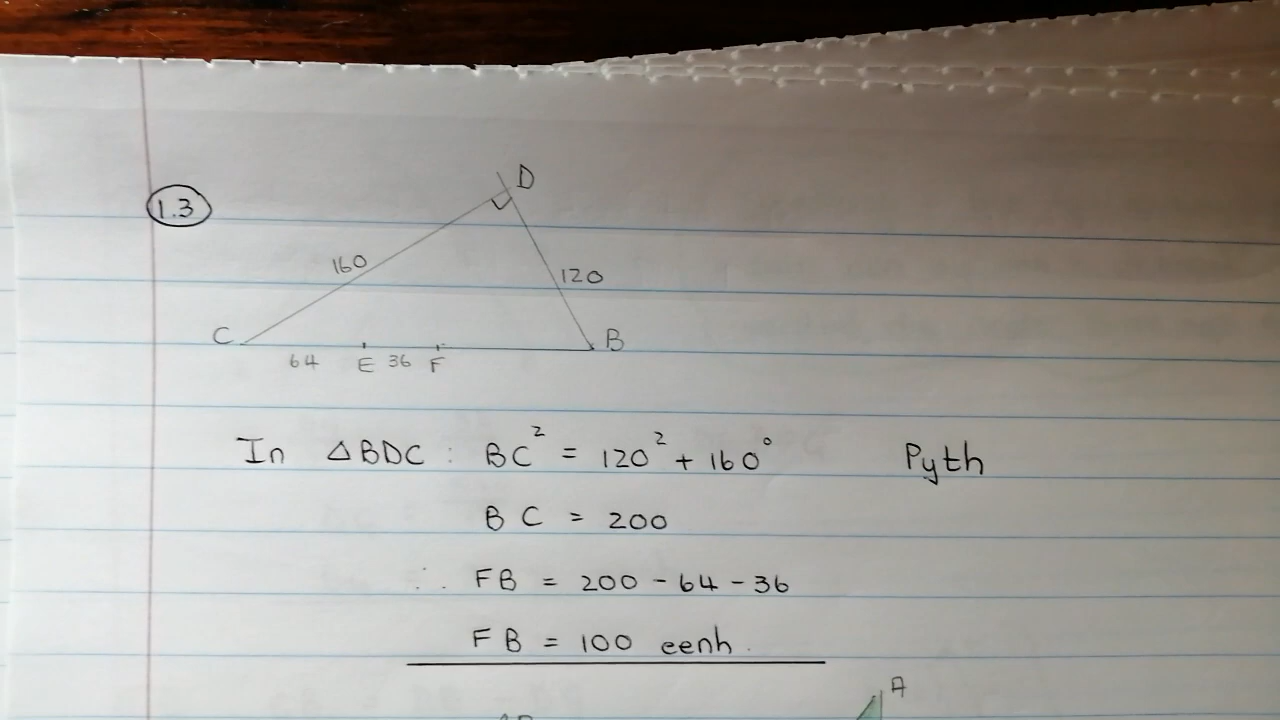 1.3
D
160
120
C
B
64 E 36 F
In △BDC : BC² = 120² + 160° Pyth
BC = 200
∴ FB = 200 - 64 - 36
FB = 100 eenh.
A